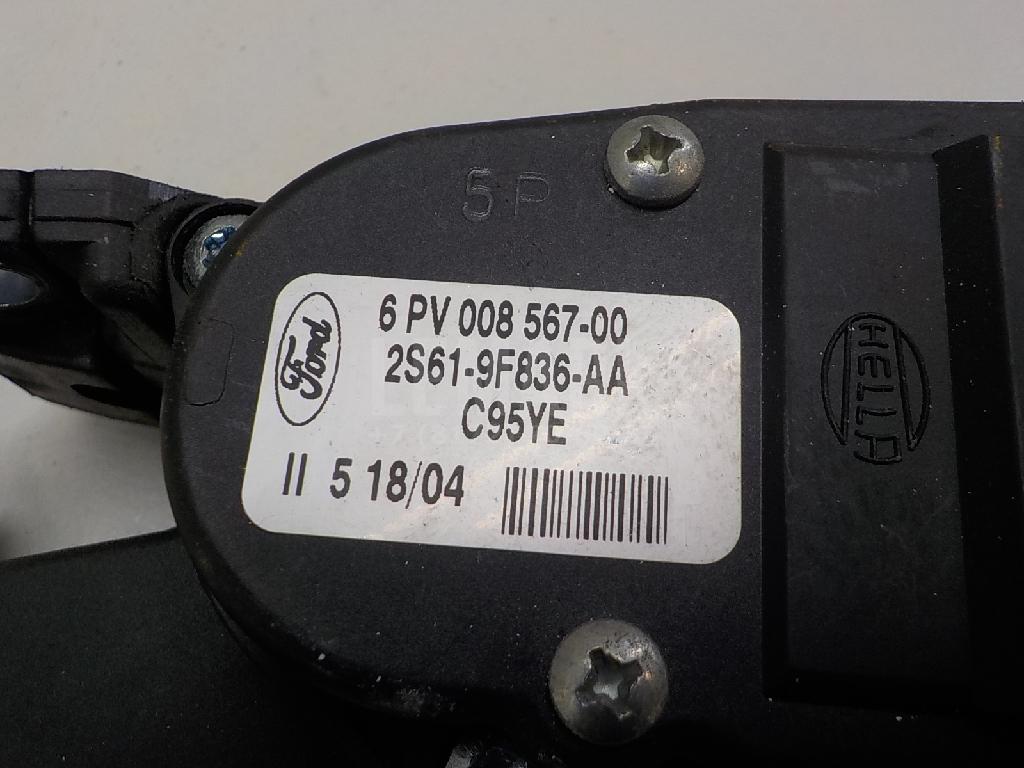 5P
Ford
6 PV 008 567-00
2S61-9F836-AA
C95YE
II 5 18/04
HELLA